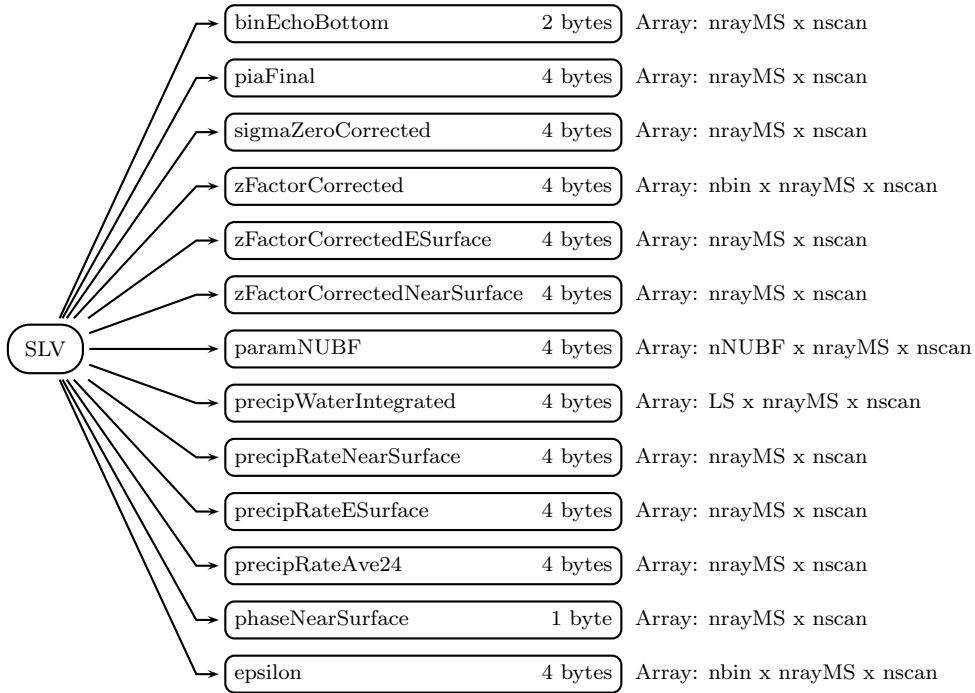 binEchoBottom 2 bytes Array: nrayMS x nscan
piaFinal 4 bytes Array: nrayMS x nscan
sigmaZeroCorrected 4 bytes Array: nrayMS x nscan
zFactorCorrected 4 bytes Array: nbin x nrayMS x nscan
zFactorCorrectedESurface 4 bytes Array: nrayMS x nscan
zFactorCorrectedNearSurface 4 bytes Array: nrayMS x nscan
SLV paramNUBF 4 bytes Array: nNUBF x nrayMS x nscan
precipWaterIntegrated 4 bytes Array: LS x nrayMS x nscan
precipRateNearSurface 4 bytes Array: nrayMS x nscan
precipRateESurface 4 bytes Array: nrayMS x nscan
precipRateAve24 4 bytes Array: nrayMS x nscan
phaseNearSurface 1 byte Array: nrayMS x nscan
epsilon 4 bytes Array: nbin x nrayMS x nscan